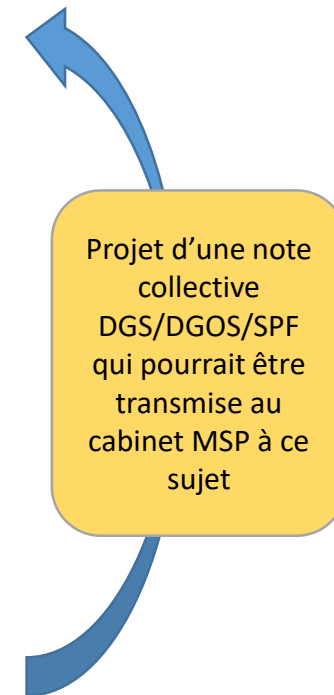 Projet d’une note
collective
DGS/DGOS/SPF
qui pourrait être
transmise au
cabinet MSP à ce
sujet